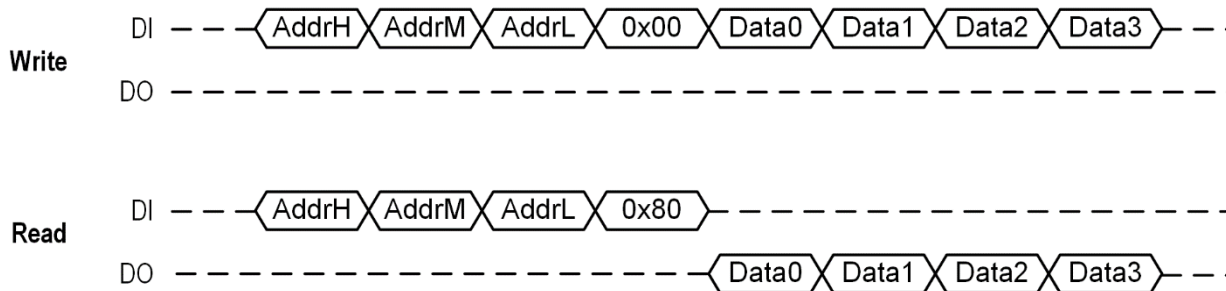 DI AddrH AddrM AddrL 0x00 Data0 Data1 Data2 Data3
Write
DO
DI AddrH AddrM AddrL 0x80
Read
DO Data0 Data1 Data2 Data3